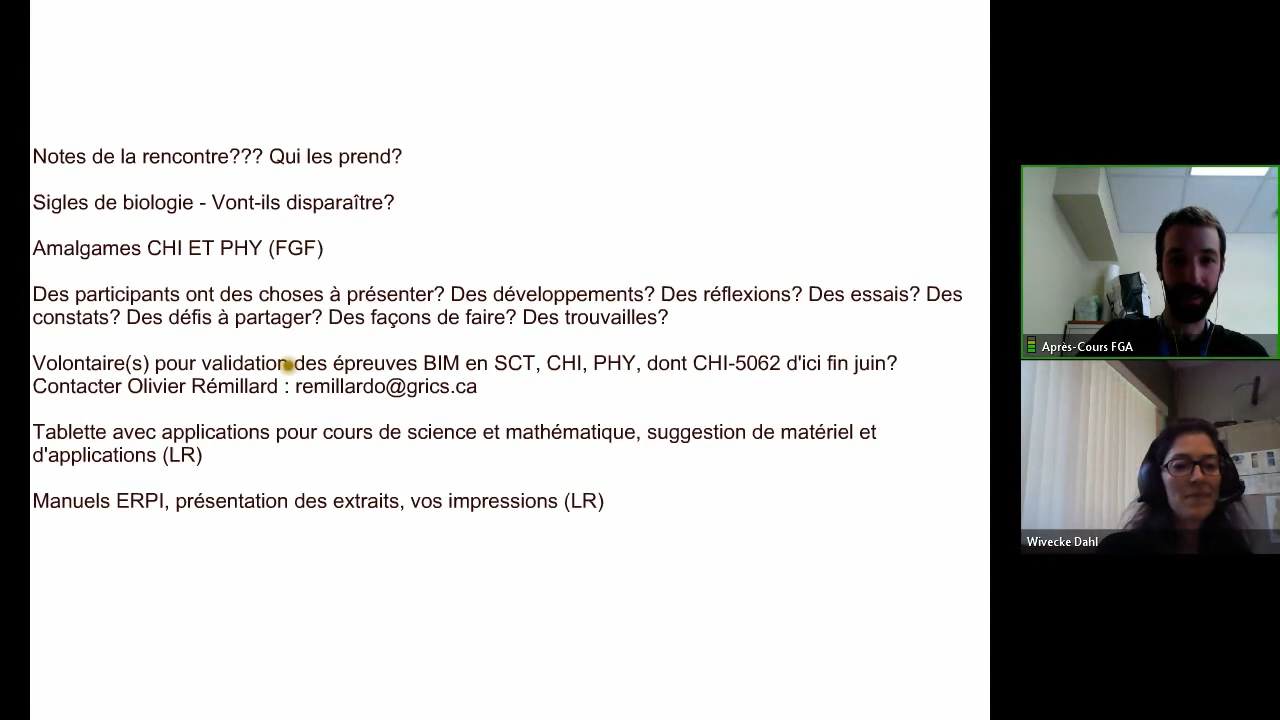 Notes de la rencontre??? Qui les prend?
Sigles de biologie - Vont-ils disparaître?
Amalgames CHI ET PHY (FGF)
Des participants ont des choses à présenter? Des développements? Des réflexions? Des essais? Des
constats? Des défis à partager? Des façons de faire? Des trouvailles?
Volontaire(s) pour validation des épreuves BIM en SCT, CHI, PHY, dont CHI-5062 d'ici fin juin?
Contacter Olivier Rémillard : remillardo@grics.ca
Tablette avec applications pour cours de science et mathématique, suggestion de matériel et
d'applications (LR)
Manuels ERPI, présentation des extraits, vos impressions (LR)
Après-Cours FGA
Wivecke Dahl